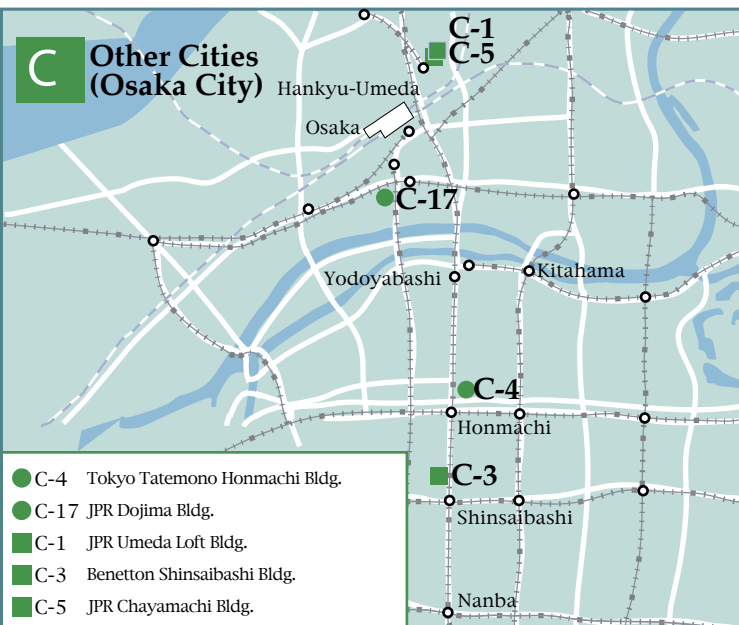 C
Other Cities
(Osaka City)
C-1
C-5
Hankyu-Umeda
Osaka
C-17
Yodoyabashi
Kitahama
C-4
Honmachi
C-3
Shinsaibashi
Nanba
C-4 Tokyo Tatemono Honmachi Bldg.
C-17 JPR Dojima Bldg.
C-1 JPR Umeda Loft Bldg.
C-3 Benetton Shinsaibashi Bldg.
C-5 JPR Chayamachi Bldg.